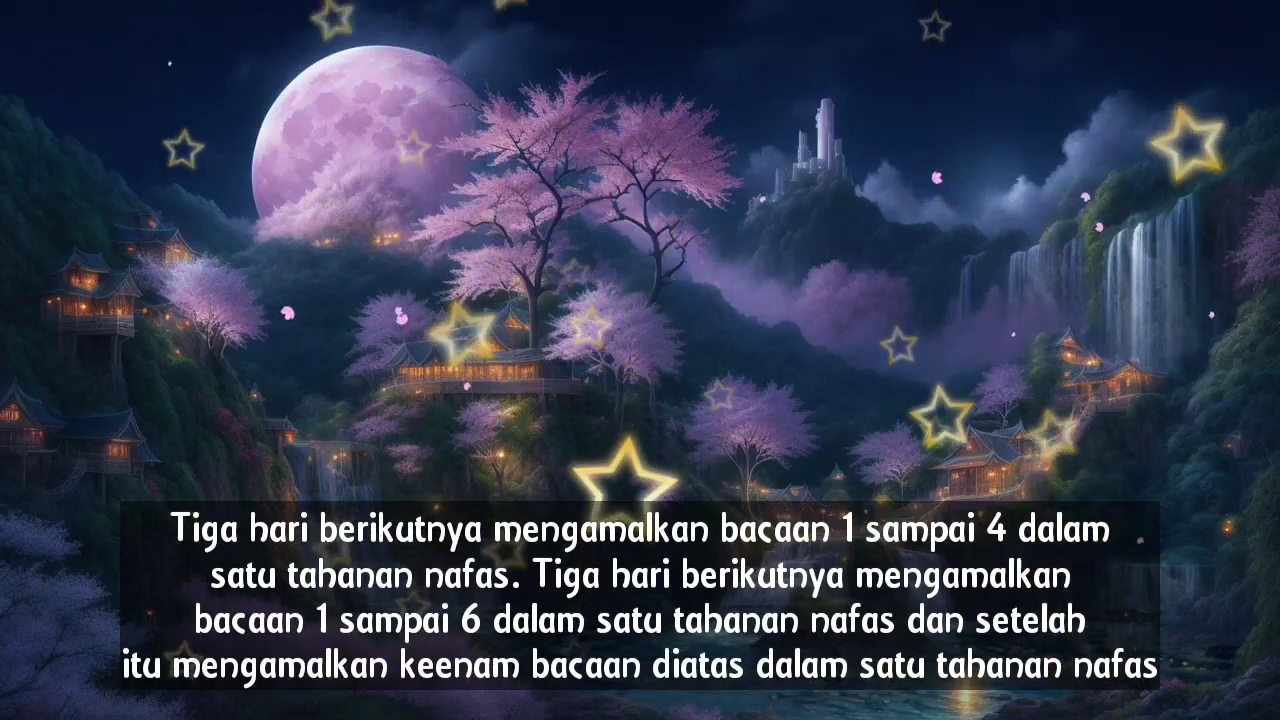 Tiga hari berikutnya mengamalkan bacaan 1 sampai 4 dalam
satu tahanan nafas. Tiga hari berikutnya mengamalkan
bacaan 1 sampai 6 dalam satu tahanan nafas dan setelah
itu mengamalkan keenam bacaan diatas dalam satu tahanan nafas